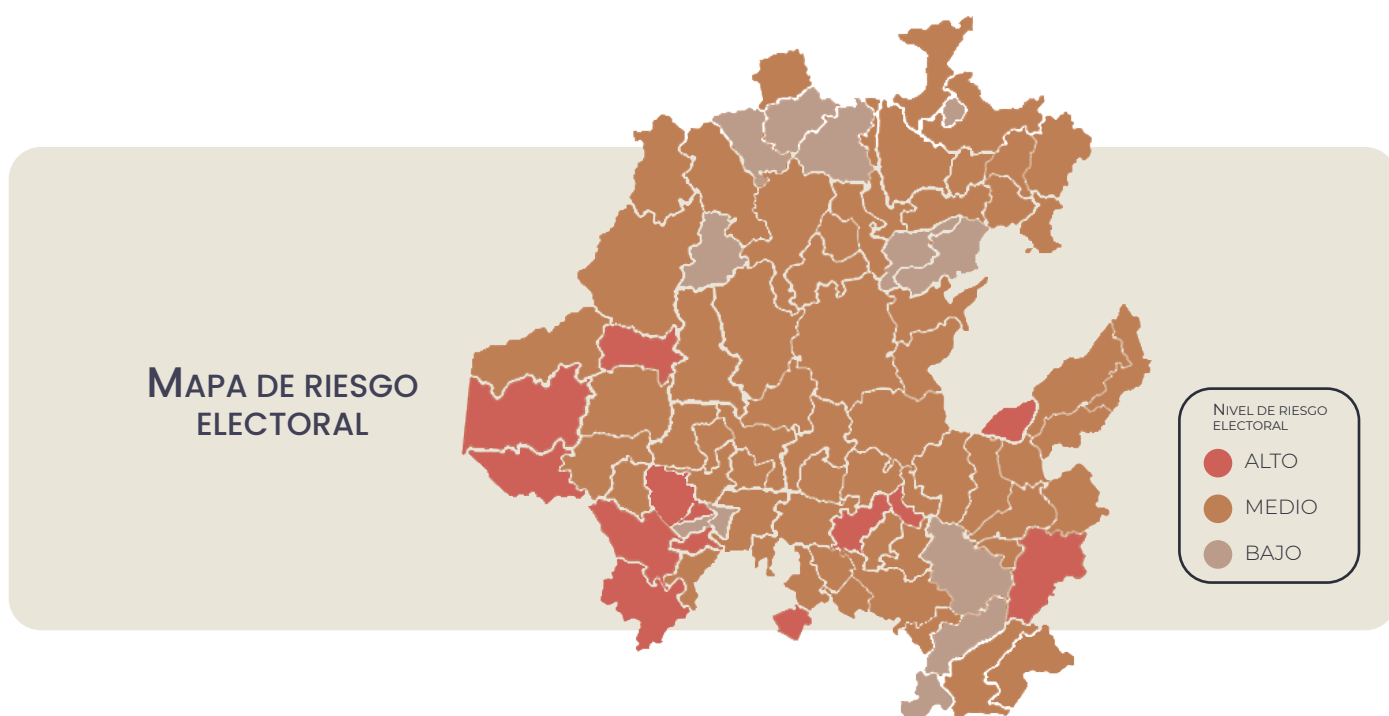 MAPA DE RIESGO
ELECTORAL
NIVEL DE RIESGO
ELECTORAL
ALTO
MEDIO
BAJO